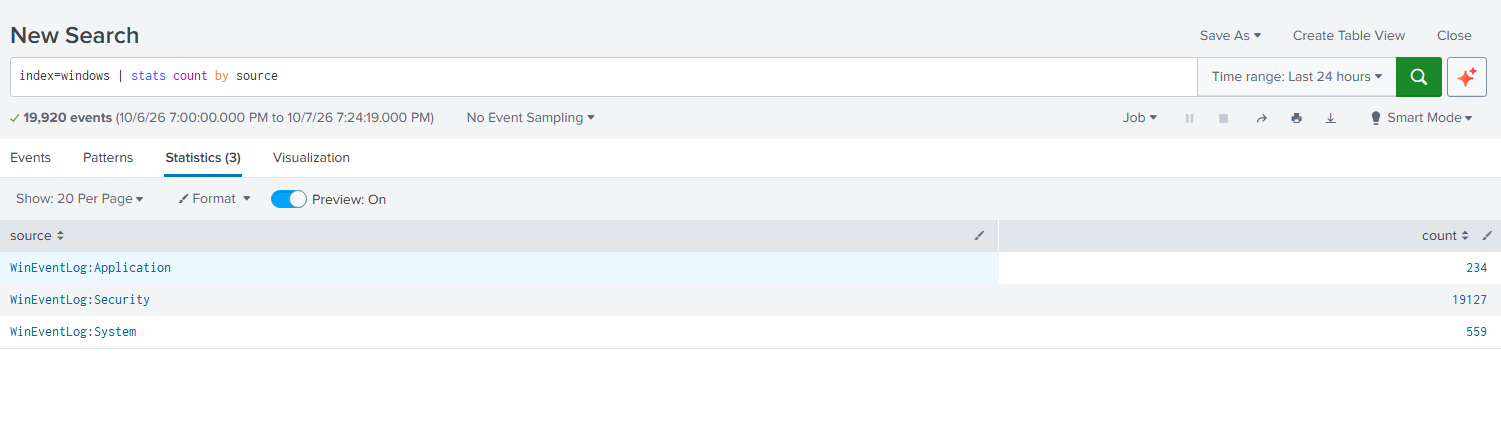 New Search
Save As Create Table View Close
index=windows | stats count by source
Time range: Last 24 hours
19,920 events (10/6/26 7:00:00.000 PM to 10/7/26 7:24:19.000 PM) No Event Sampling Job Smart Mode
Events Patterns Statistics (3) Visualization
Show: 20 Per Page Format Preview: On
source count
WinEventLog:Application 234
WinEventLog:Security 19127
WinEventLog:System 559